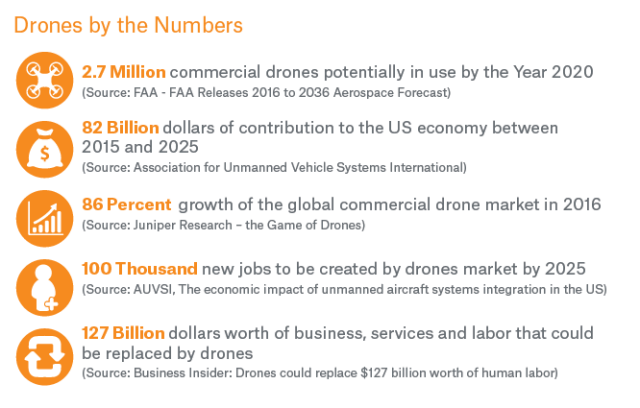 Drones by the Numbers
2.7 Million commercial drones potentially in use by the Year 2020
(Source: FAA - FAA Releases 2016 to 2036 Aerospace Forecast)
82 Billion dollars of contribution to the US economy between
2015 and 2025
(Source: Association for Unmanned Vehicle Systems International)
$
86 Percent growth of the global commercial drone market in 2016
(Source: Juniper Research – the Game of Drones)
100 Thousand new jobs to be created by drones market by 2025
(Source: AUVSI, The economic impact of unmanned aircraft systems integration in the US)
127 Billion dollars worth of business, services and labor that could
be replaced by drones
(Source: Business Insider: Drones could replace $127 billion worth of human labor)